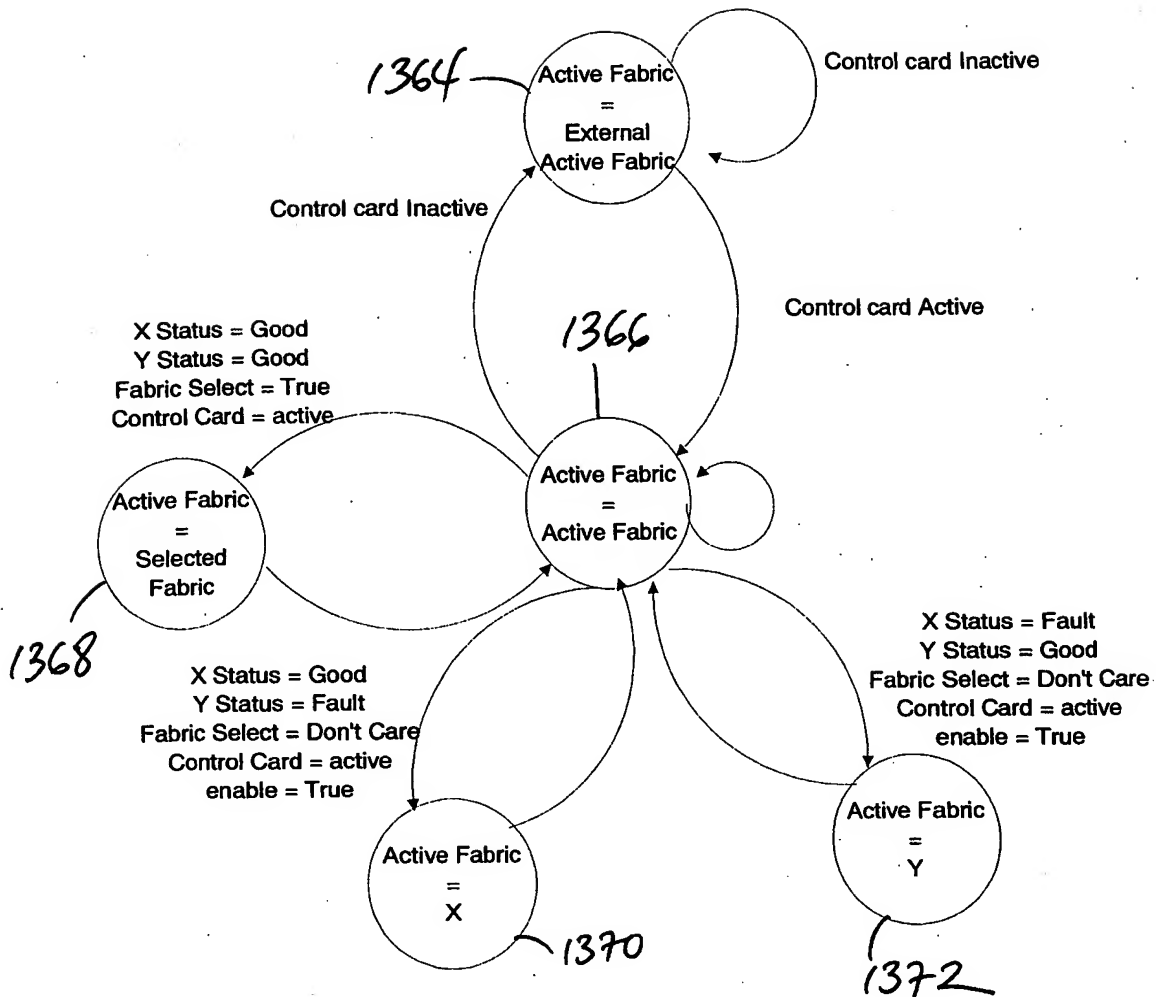 1364
Active Fabric
=
External
Active Fabric
Control card Inactive
Control card Inactive
Control card Active
1366
X Status = Good
Y Status = Good
Fabric Select = True
Control Card = active
Active Fabric
=
Active Fabric
Active Fabric
=
Selected
Fabric
1368
X Status = Good
Y Status = Fault
Fabric Select = Don't Care
Control Card = active
enable = True
X Status = Fault
Y Status = Good
Fabric Select = Don't Care
Control Card = active
enable = True
Active Fabric
=
X
1370
Active Fabric
=
Y
1372